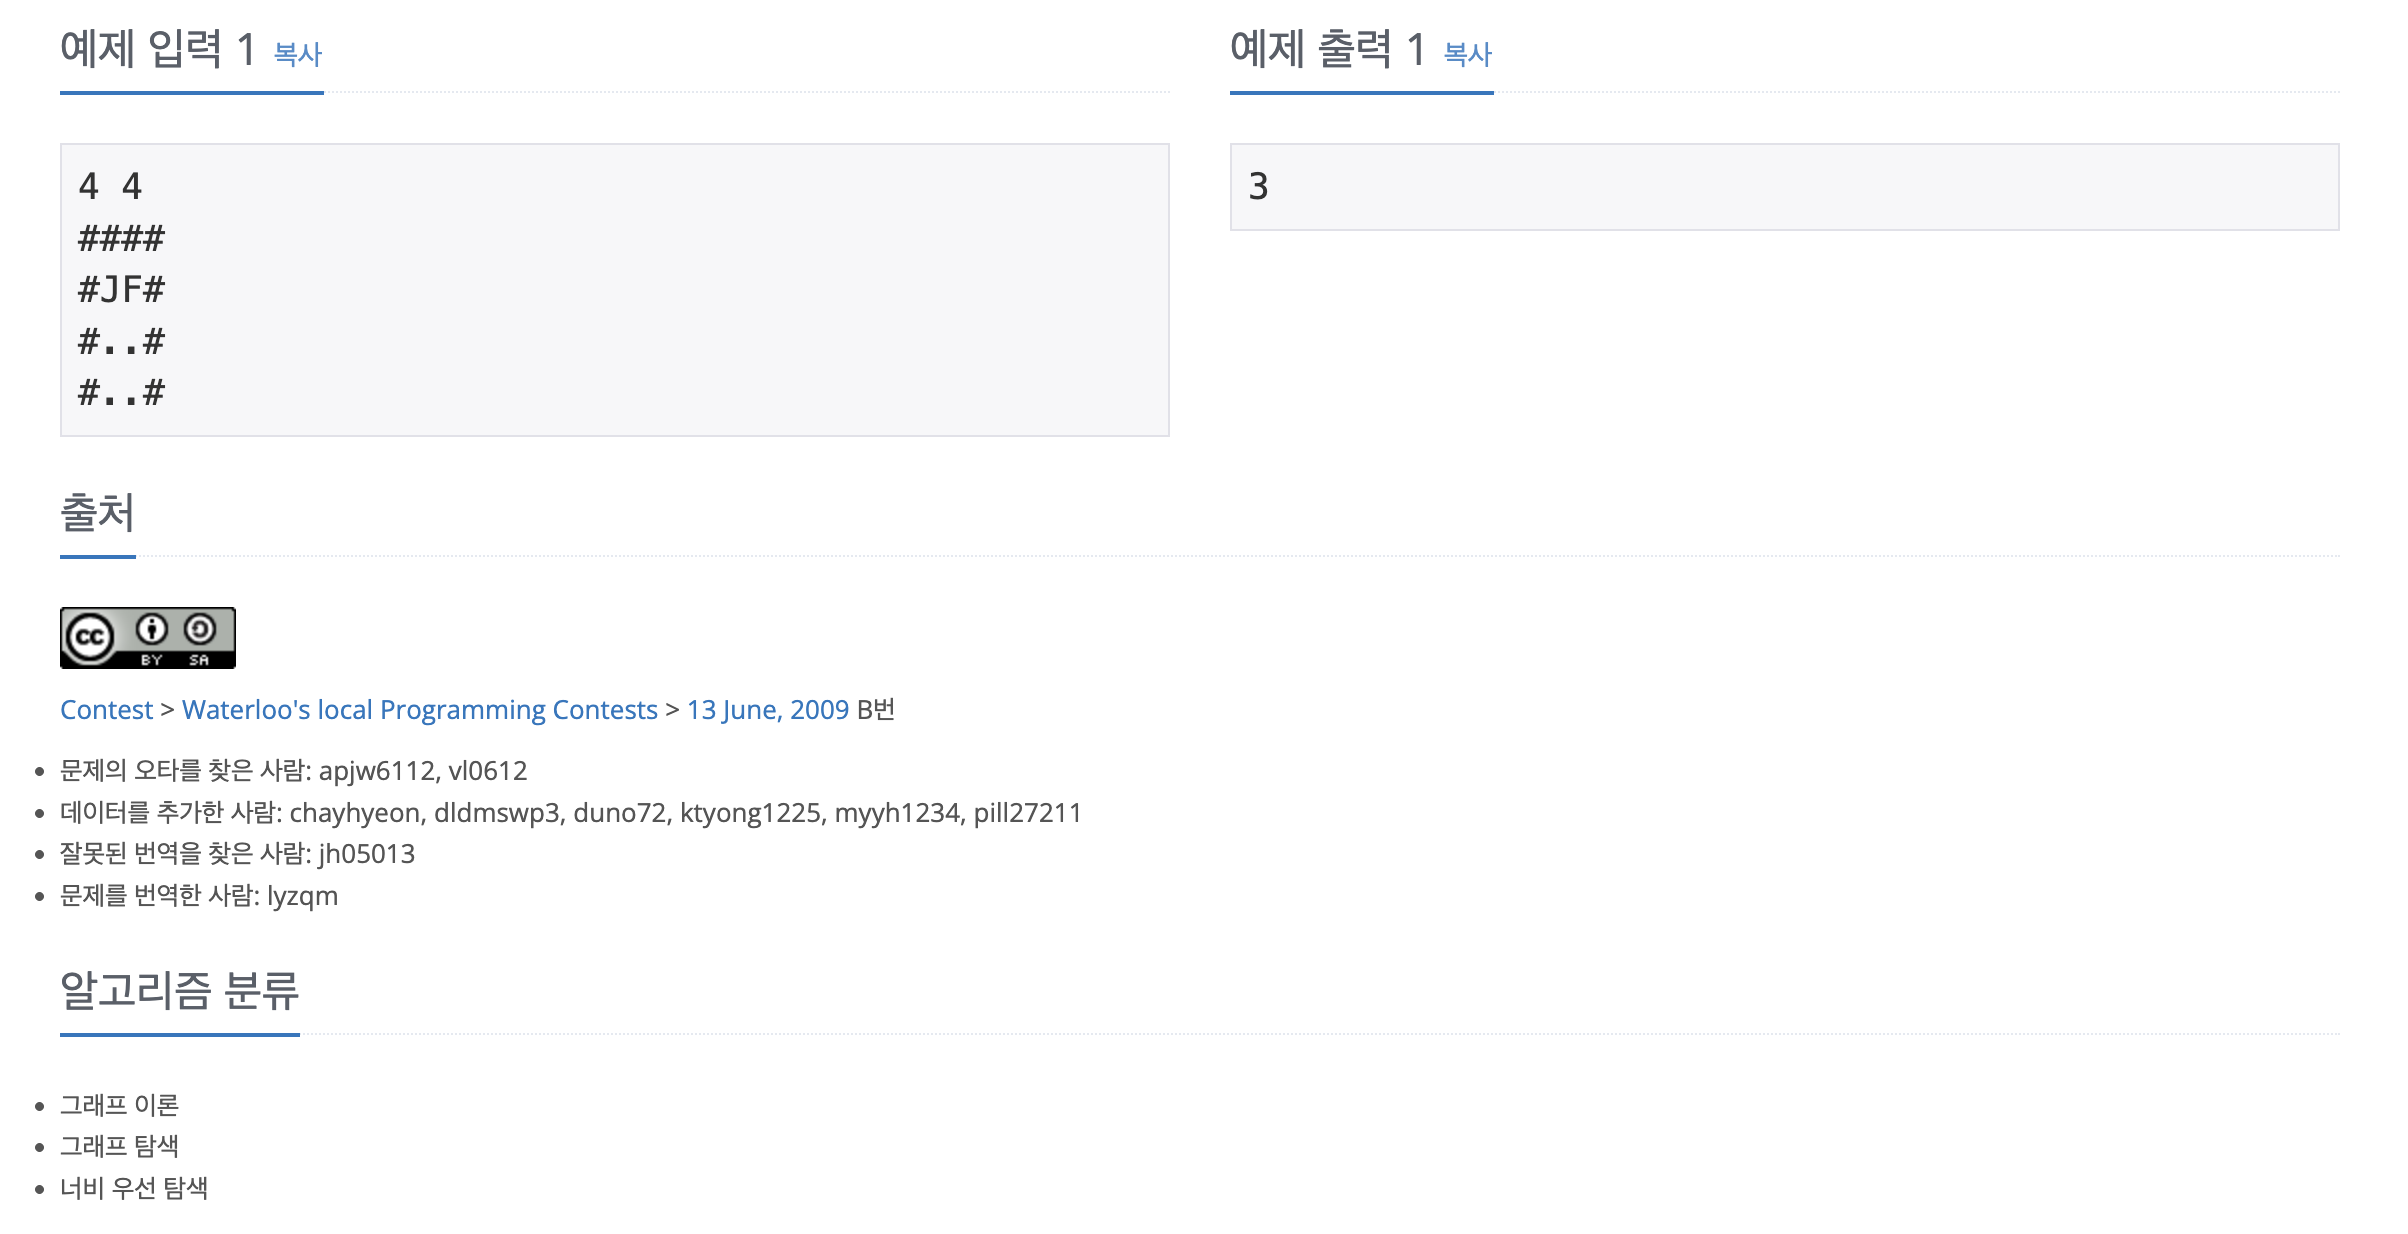 예제 입력 1 복사
4 4
####
#JF#
#..#
#..#
예제 출력 1 복사
3
출처
cc BY SA
Contest > Waterloo's local Programming Contests > 13 June, 2009 B번
문제의 오타를 찾은 사람: apjw6112, vl0612
데이터를 추가한 사람: chayhyeon, dldmswp3, duno72, ktyong1225, myyh1234, pill27211
잘못된 번역을 찾은 사람: jh05013
문제를 번역한 사람: lyzqm
알고리즘 분류
그래프 이론
그래프 탐색
너비 우선 탐색